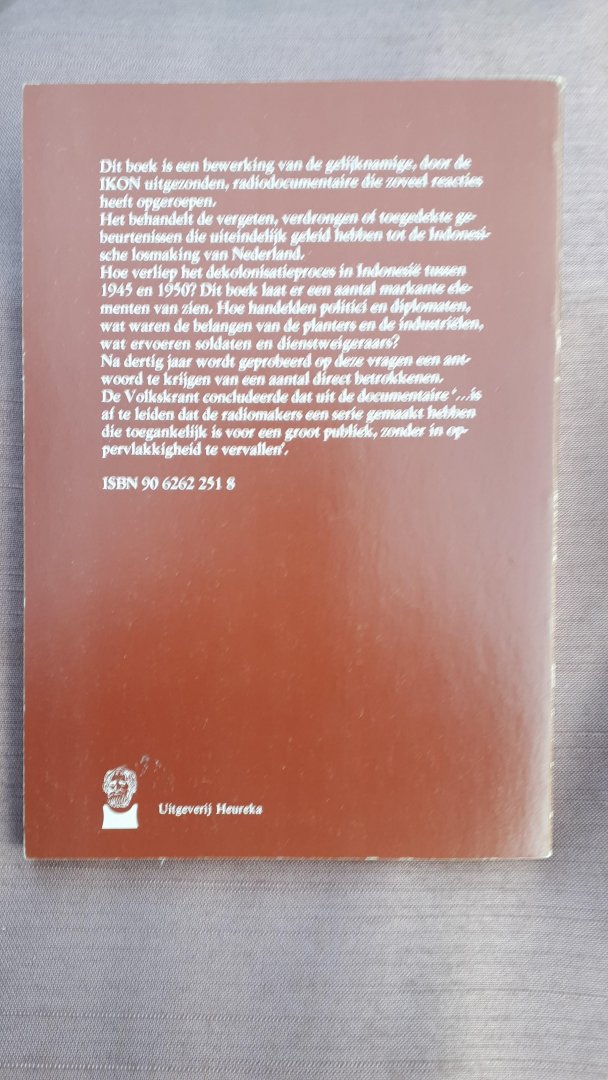 Dit boek is een bewerking van de gelijknamige, door de
IKON uitgezonden, radiodocumentaire die zoveel reacties
heeft opgeroepen.
Het behandelt de vergeten, verdrongen of toegedekte ge-
beurtenissen die uiteindelijk geleid hebben tot de Indonesi-
sche losmaking van Nederland.
Hoe verliep het dekolonisatieproces in Indonesië tussen
1945 en 1950? Dit boek laat er een aantal markante ele-
menten van zien. Hoe handelden politici en diplomaten,
wat waren de belangen van de planters en de industriëlen,
wat ervoeren soldaten en dienstweigeraars?
Na dertig jaar wordt geprobeerd op deze vragen een ant-
woord te krijgen van een aantal direct betrokkenen.
De Volkskrant concludeerde dat uit de documentaire '...is
af te leiden dat de radiomakers een serie gemaakt hebben
die toegankelijk is voor een groot publiek, zonder in op-
pervlakkigheid te vervallen'.
ISBN 90 6262 251 8
Uitgeverij Heureka